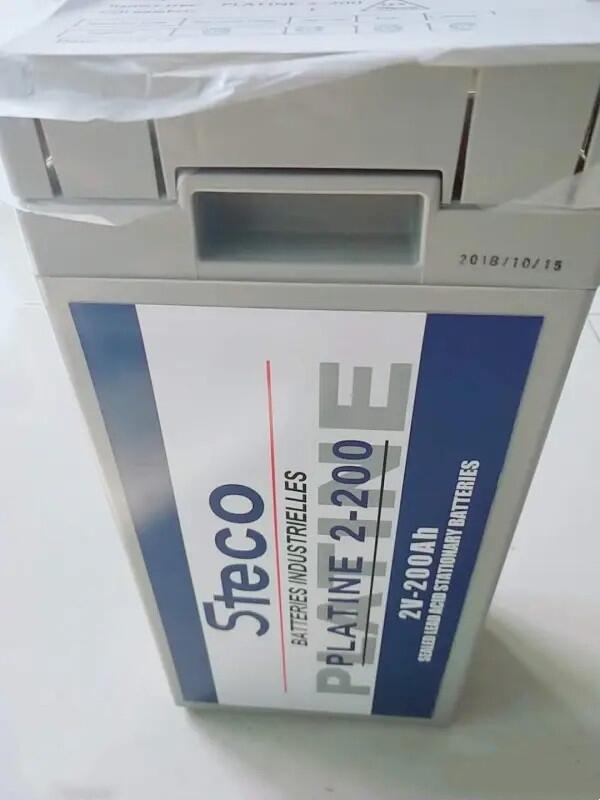 PLATINE 2-200
2018/10/15
Steco
BATTERIES INDUSTRIELLES
PLATINE
PLATINE 2-200
2V-200Ah
SEALED LEAD ACID STATIONARY BATTERIES